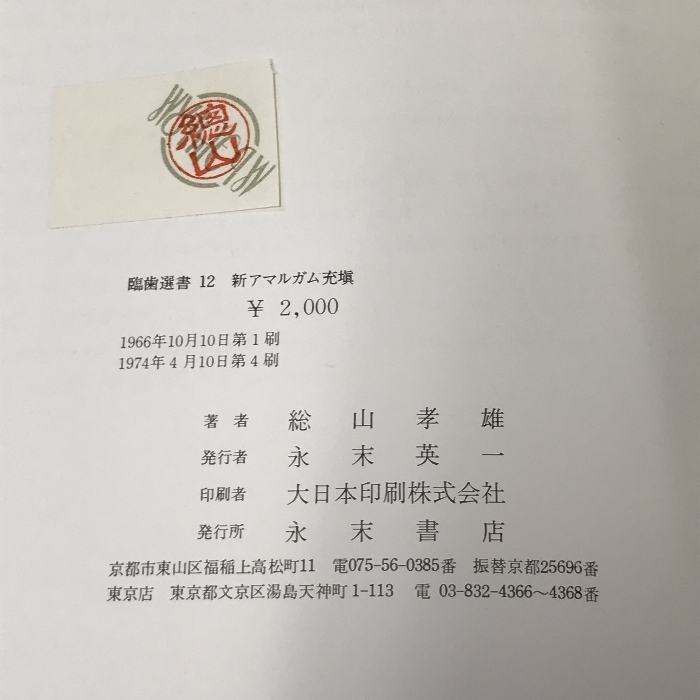 總山
臨歯選書 12 新アマルガム充塡
¥ 2,000
1966年10月10日第1刷
1974年4月10日第4刷
著者 総山孝雄
発行者 永末英一
印刷者 大日本印刷株式会社
発行所 永末書店
京都市東山区福稲上高松町11 電075-56-0385番 振替京都25696番
東京店 東京都文京区湯島天神町1-113 電 03-832-4366〜4368番